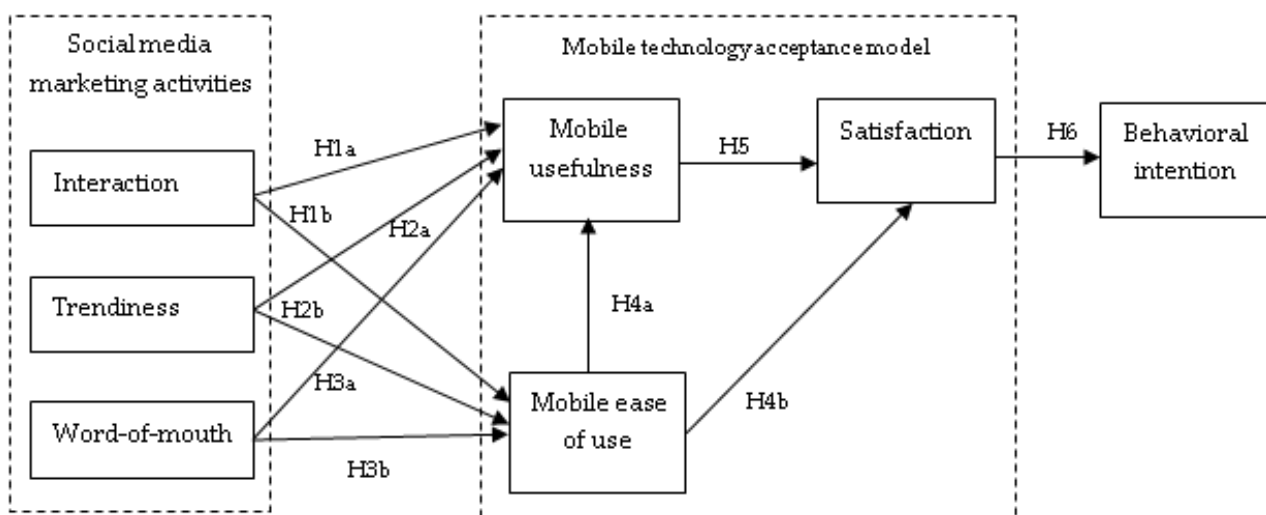 Social media
marketing activities
Interaction
Trendiness
Word-of-mouth
H1a
H1b
H2a
H2b
H3a
H3b
Mobile technology acceptance model
Mobile
usefulness
H4a
Mobile ease
of use
H5
H4b
Satisfaction
H6
Behavioral
intention